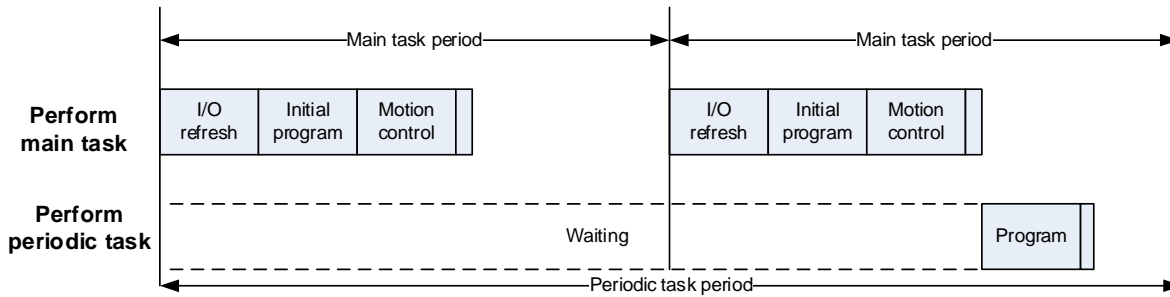 Main task period Main task period
Perform
main task
I/O
refresh
Initial
program
Motion
control
I/O
refresh
Initial
program
Motion
control
Perform
periodic task
Waiting
Program
Periodic task period